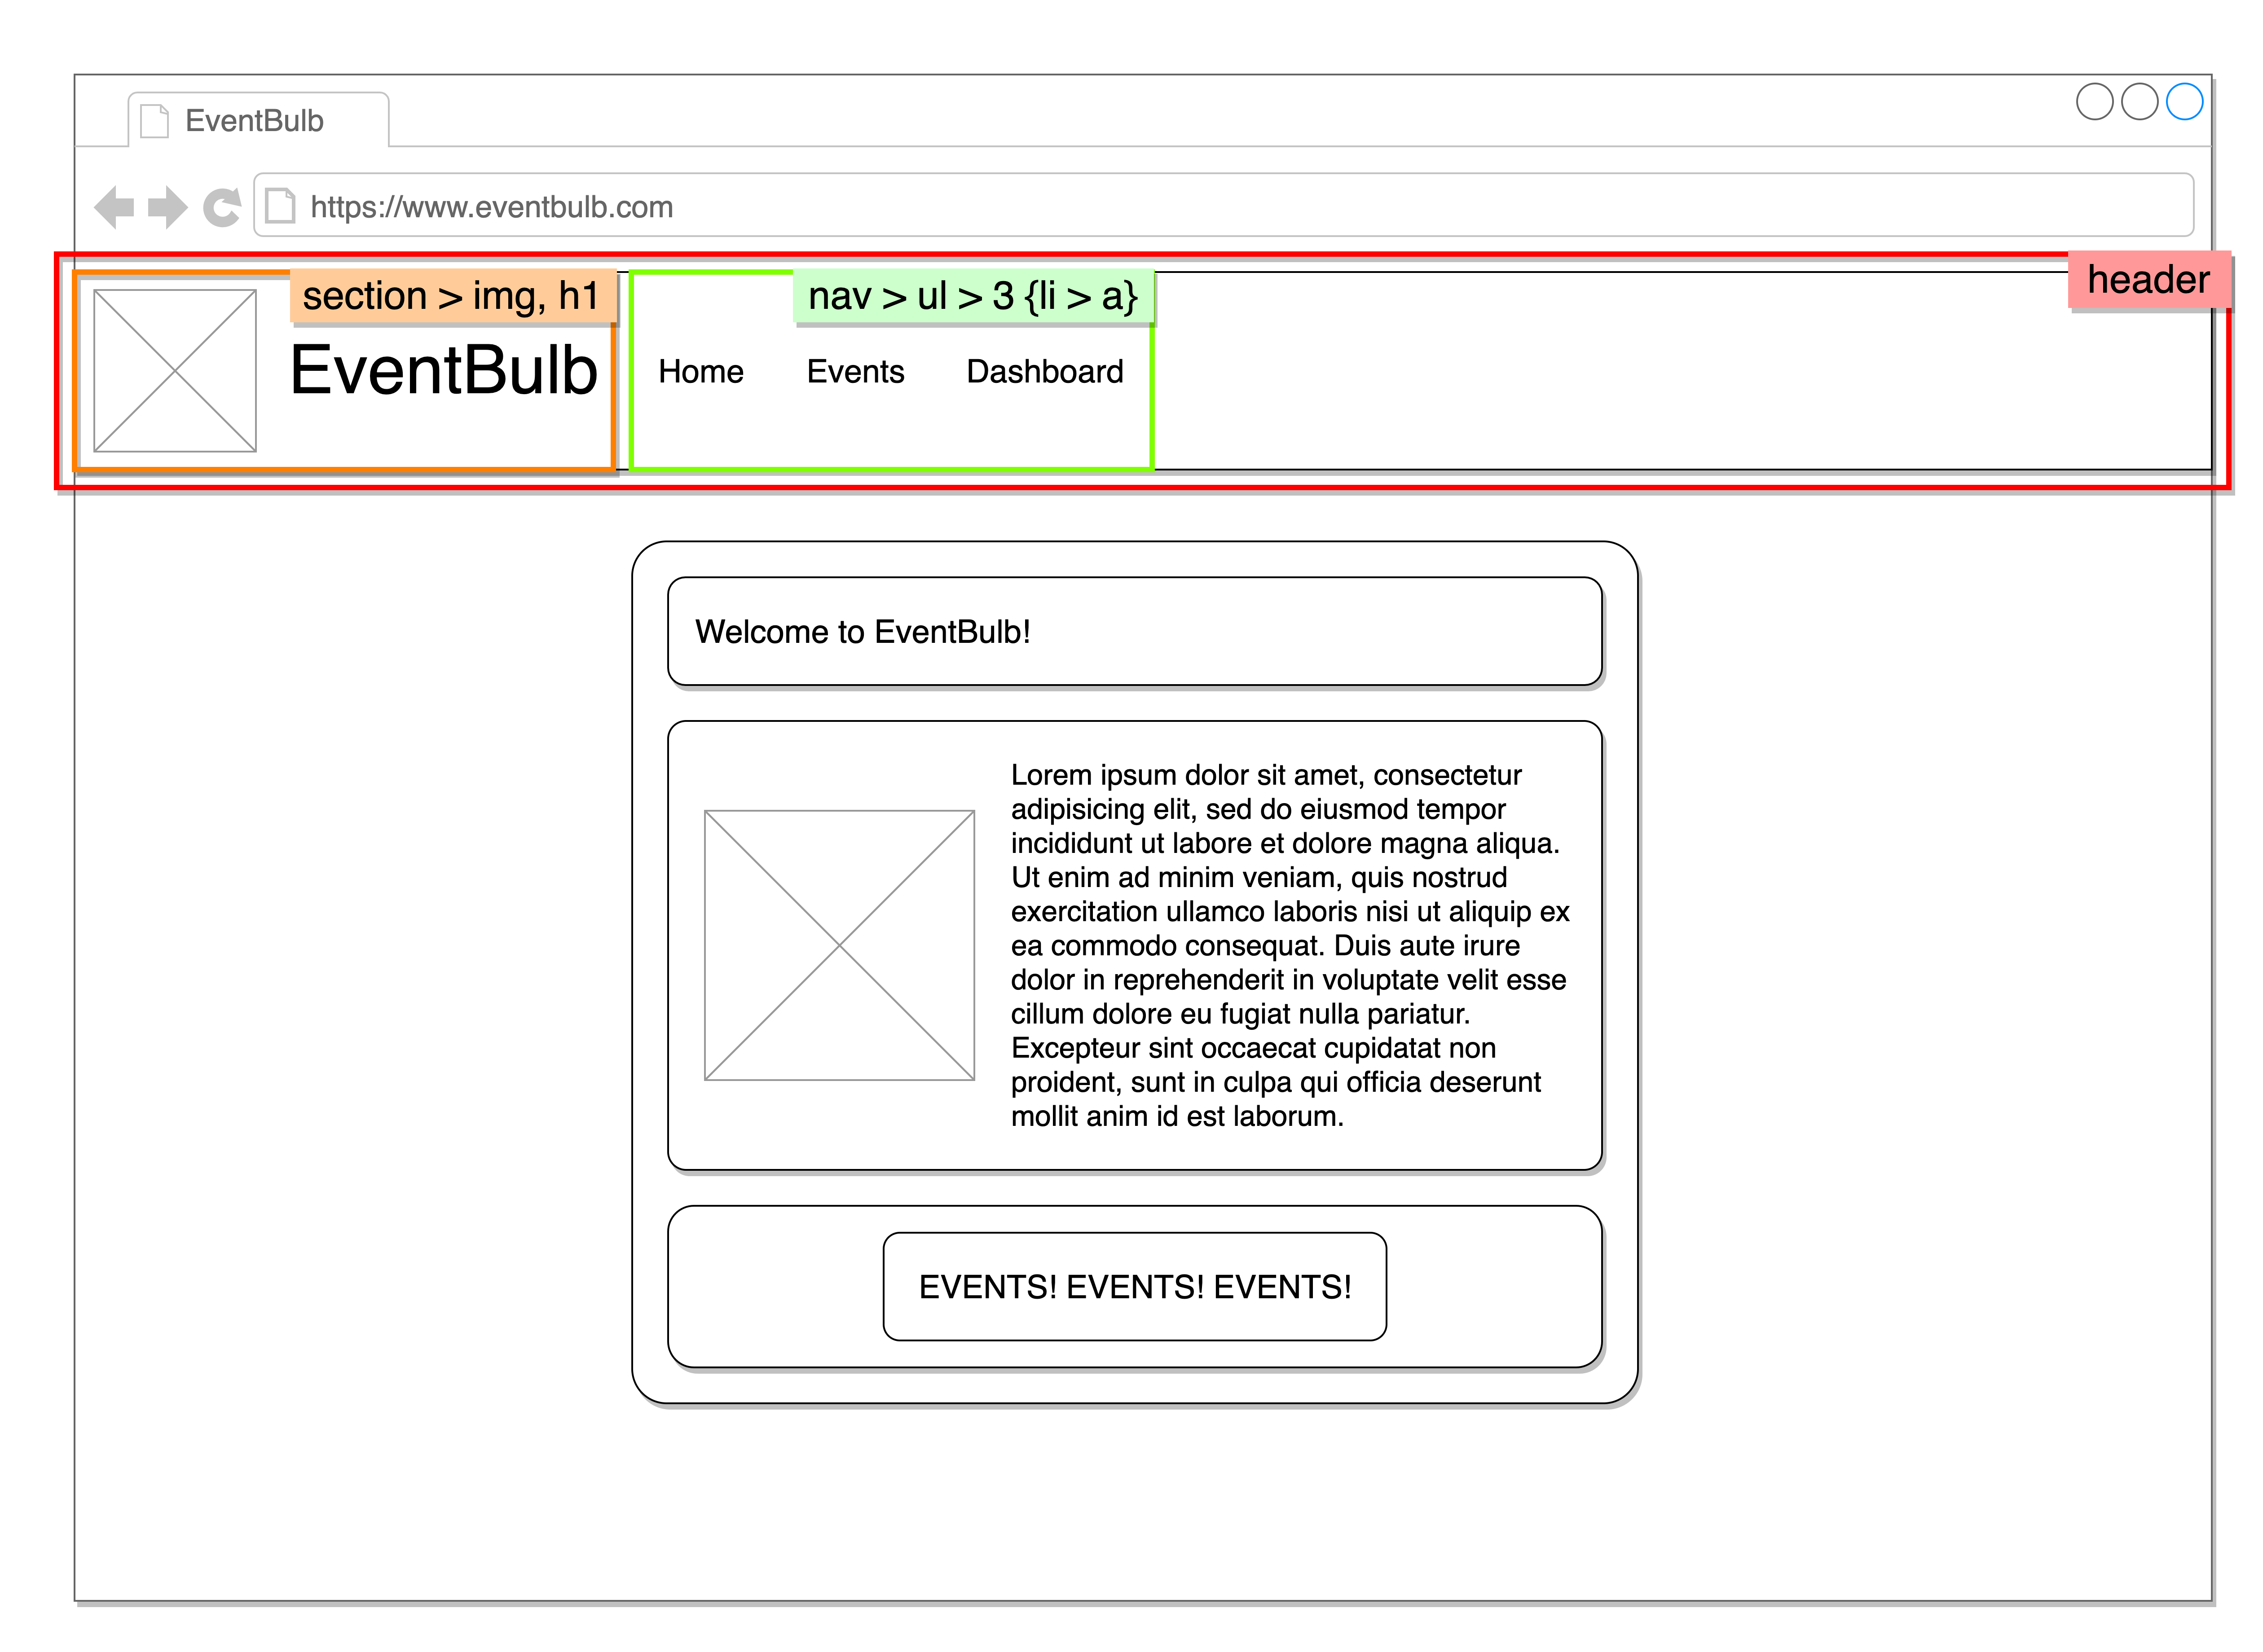 EventBulb
https://www.eventbulb.com
header
section > img, h1
nav > ul > 3 {li > a}
EventBulb
Home
Events
Dashboard
Welcome to EventBulb!
Lorem ipsum dolor sit amet, consectetur
adipisicing elit, sed do eiusmod tempor
incididunt ut labore et dolore magna aliqua.
Ut enim ad minim veniam, quis nostrud
exercitation ullamco laboris nisi ut aliquip ex
ea commodo consequat. Duis aute irure
dolor in reprehenderit in voluptate velit esse
cillum dolore eu fugiat nulla pariatur.
Excepteur sint occaecat cupidatat non
proident, sunt in culpa qui officia deserunt
mollit anim id est laborum.
EVENTS! EVENTS! EVENTS!